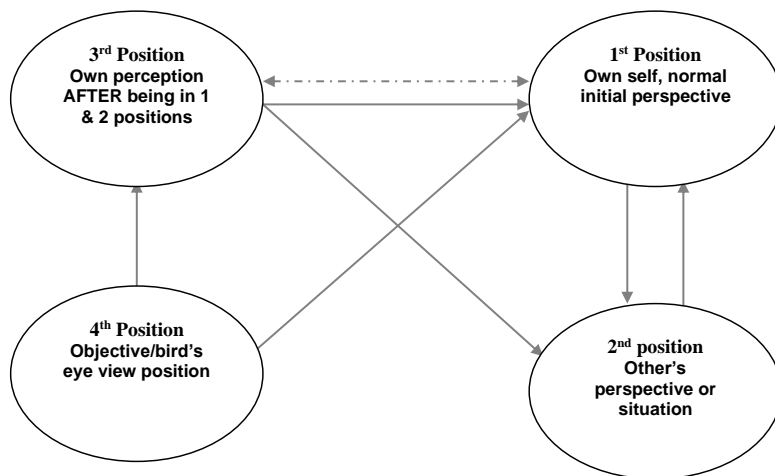 3rd Position
Own perception
AFTER being in 1
& 2 positions
1st Position
Own self, normal
initial perspective
4th Position
Objective/bird's
eye view position
2nd position
Other's
perspective or
situation